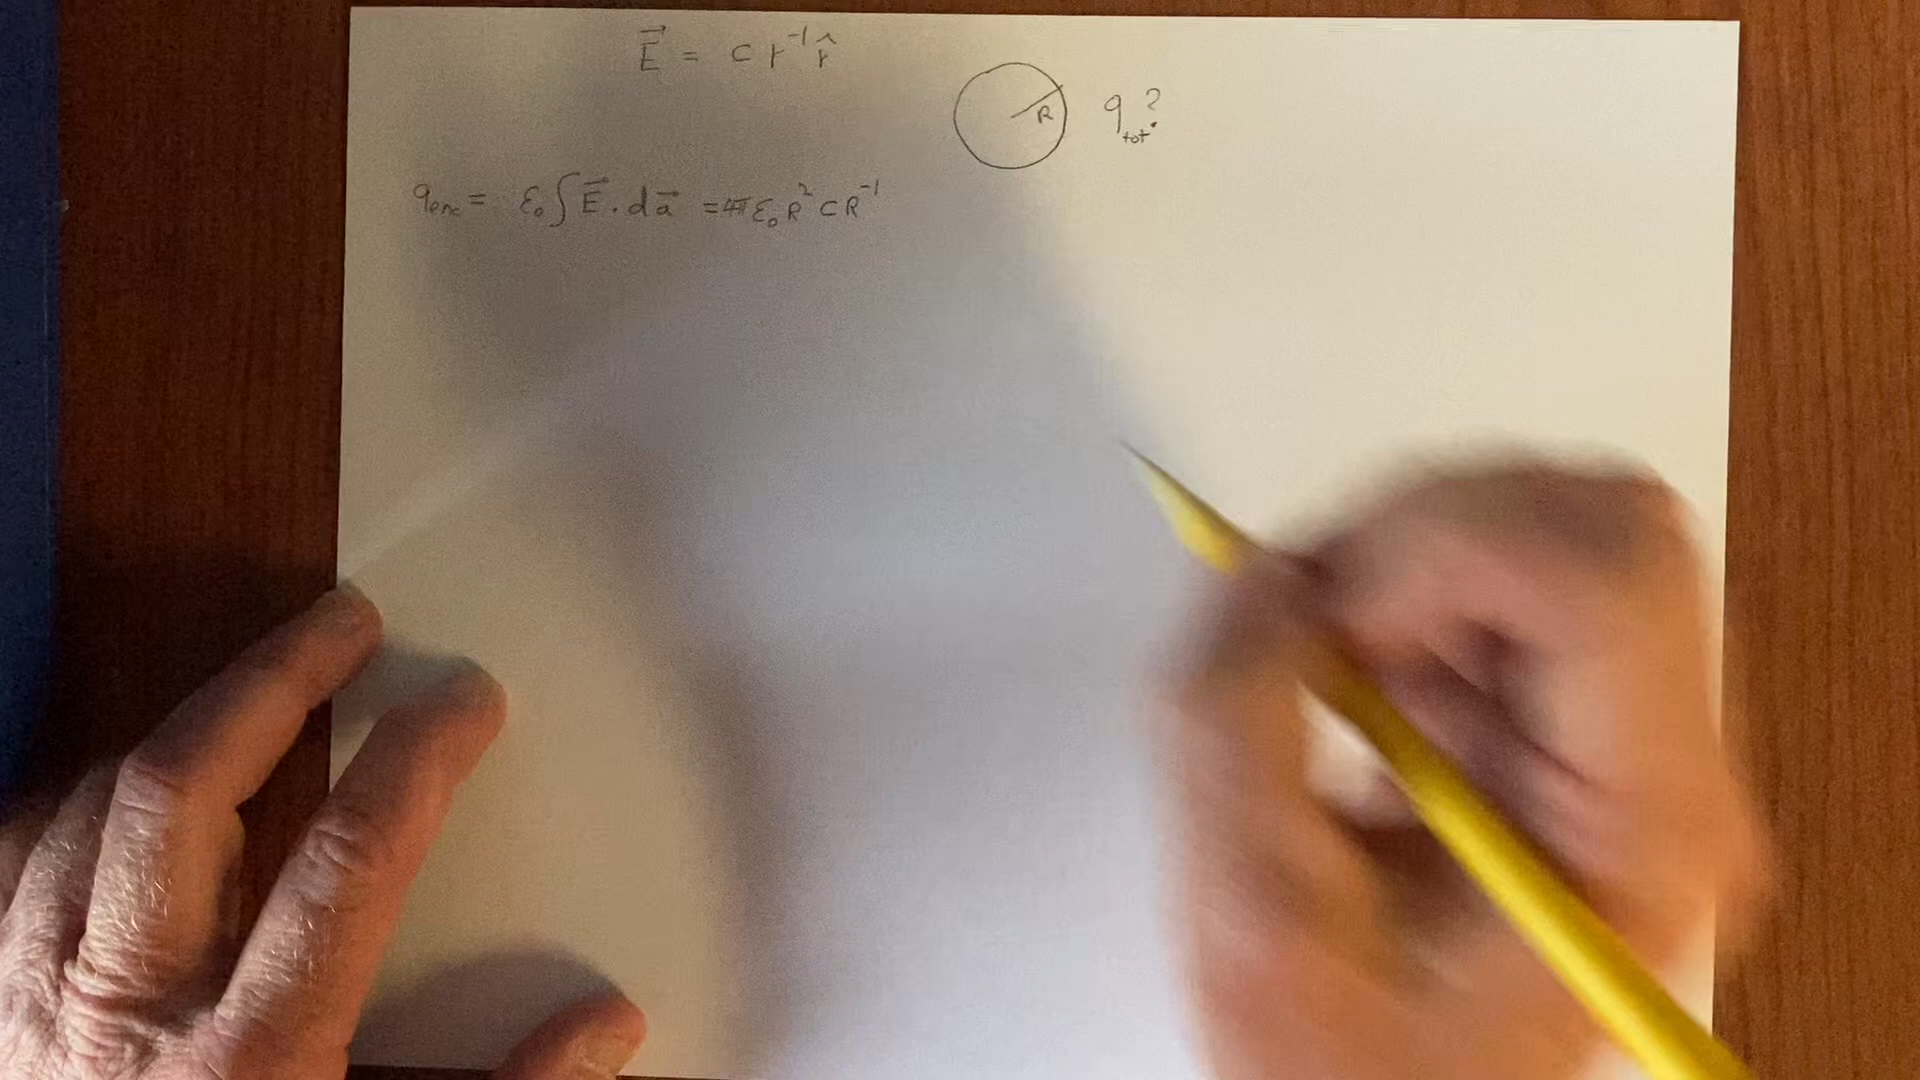 E⃗ = c r⁻¹ r̂
R q_tot?
q_enc = ε₀ ∫ E⃗ · da⃗ = 4π ε₀ R² c R⁻¹